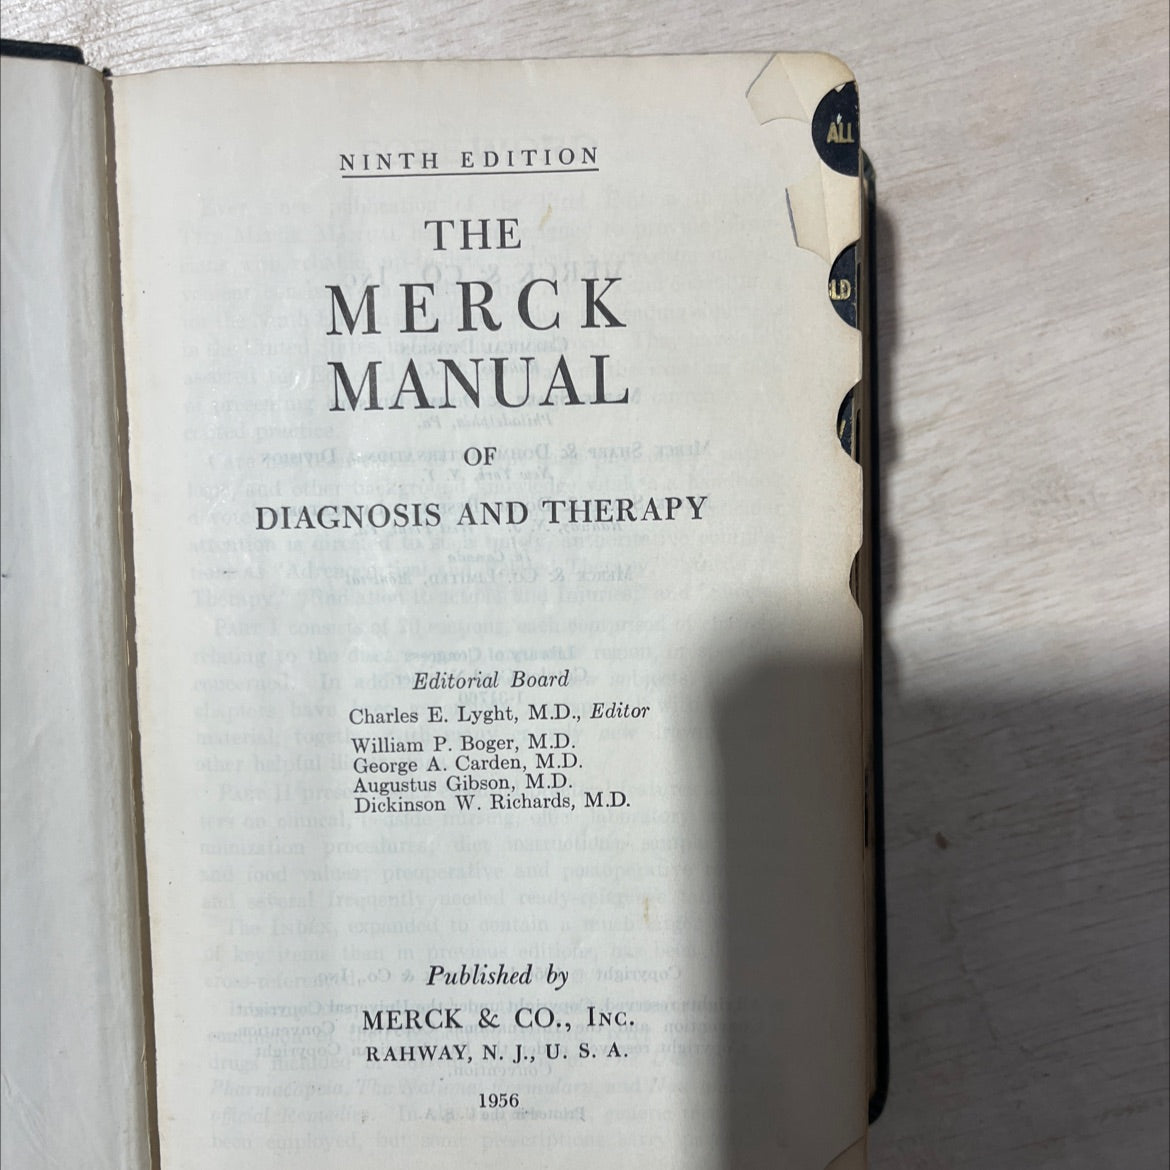 NINTH EDITION
THE
MERCK
MANUAL
OF
DIAGNOSIS AND THERAPY
Editorial Board
Charles E. Lyght, M.D., Editor
William P. Boger, M.D.
George A. Carden, M.D.
Augustus Gibson, M.D.
Dickinson W. Richards, M.D.
Published by
MERCK & CO., INC.
RAHWAY, N. J., U. S. A.
1956
ALL
LD